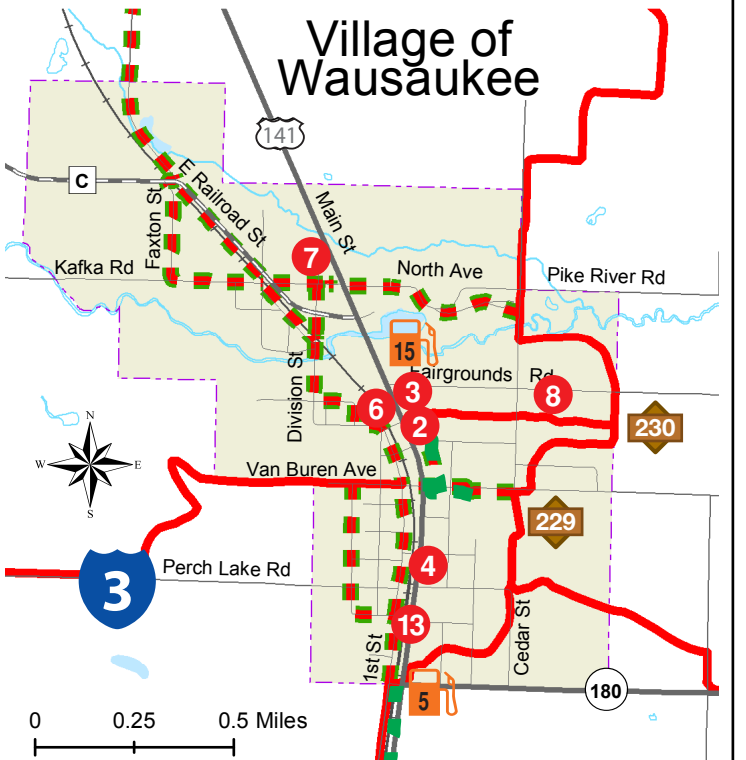 Village of
Wausaukee
141
C
E Railroad St
Faxton St
Main St
7
Kafka Rd
North Ave
Pike River Rd
15
Fairgrounds Rd
3
8
6
2
Division St
230
N
W
E
S
Van Buren Ave
229
3
Perch Lake Rd
4
13
1st St
Cedar St
5
180
0 0.25 0.5 Miles